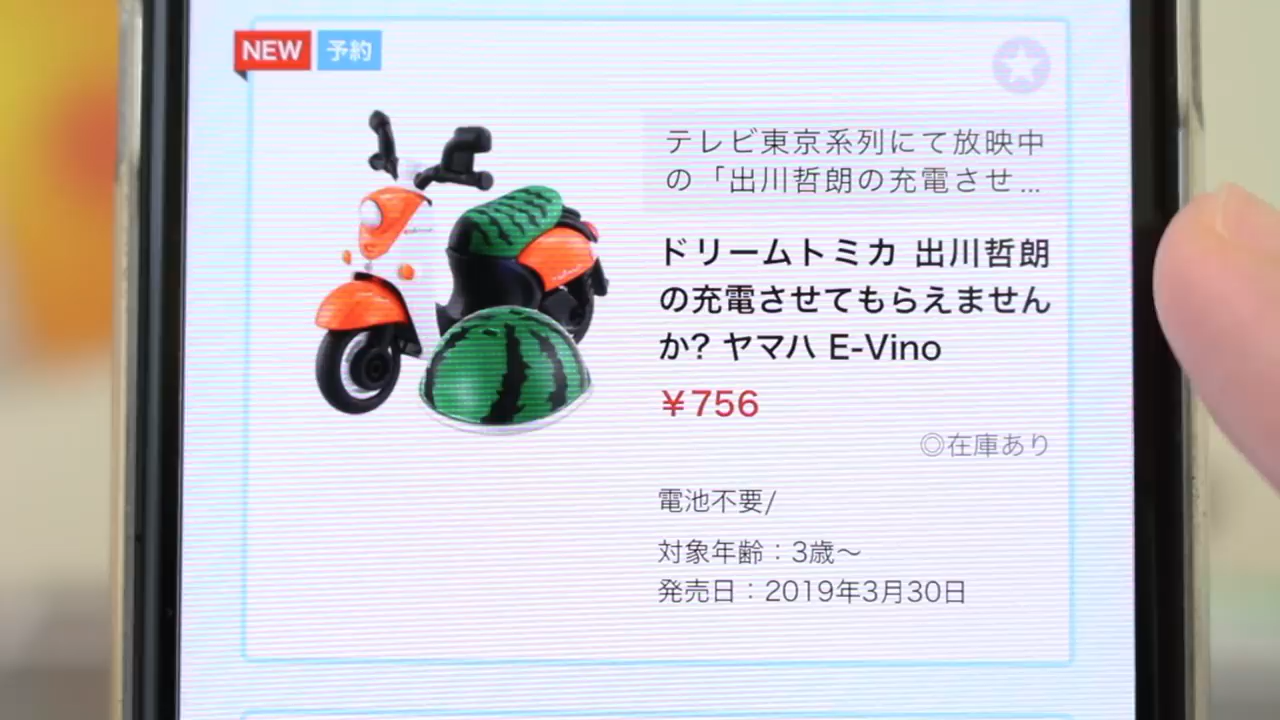 NEW 予約
テレビ東京系列にて放映中
の「出川哲朗の充電させ...
ドリームトミカ 出川哲朗
の充電させてもらえません
か? ヤマハ E-Vino
¥756
◎在庫あり
電池不要/
対象年齢：3歳〜
発売日：2019年3月30日